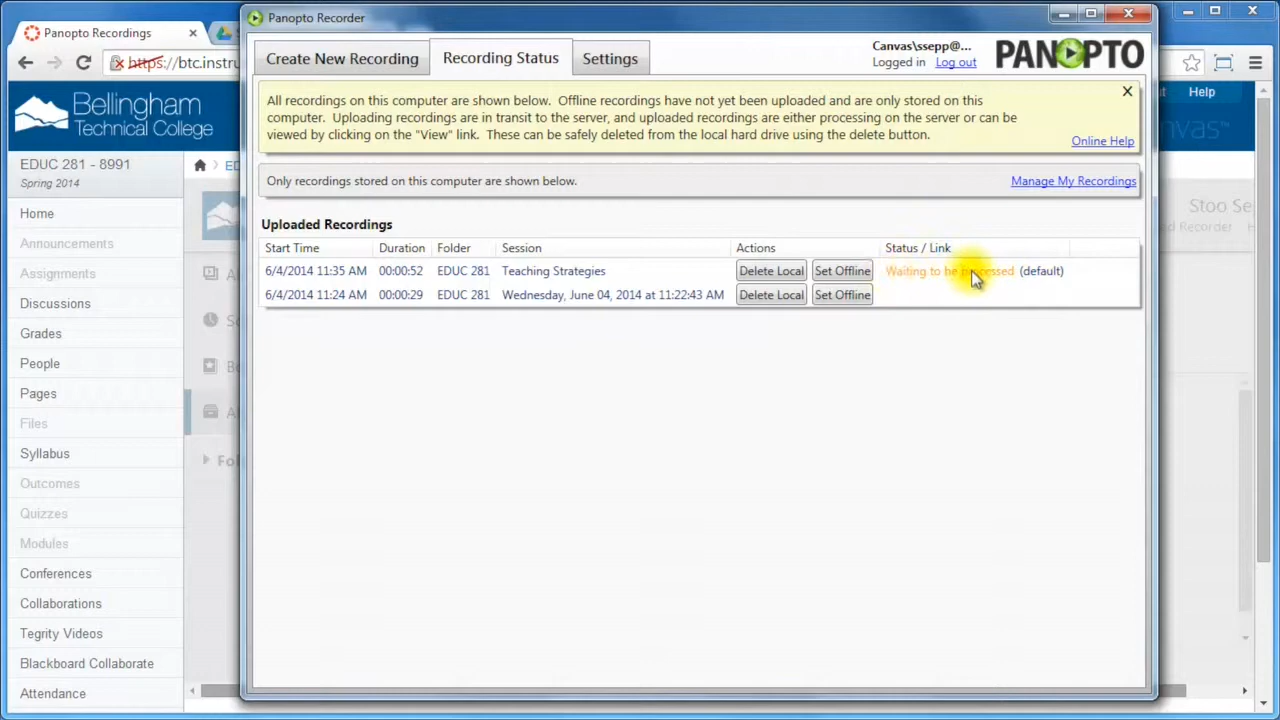 Panopto Recordings
https://btc.instru
Bellingham
Technical College
EDUC 281 - 8991
Spring 2014
Home
Announcements
Assignments
Discussions
Grades
People
Pages
Files
Syllabus
Outcomes
Quizzes
Modules
Conferences
Collaborations
Tegrity Videos
Blackboard Collaborate
Attendance
Panopto Recorder
Create New Recording
Recording Status
Settings
Canvas\ssepp@...
Logged in Log out
PANOPTO
All recordings on this computer are shown below. Offline recordings have not yet been uploaded and are only stored on this
computer. Uploading recordings are in transit to the server, and uploaded recordings are either processing on the server or can be
viewed by clicking on the "View" link. These can be safely deleted from the local hard drive using the delete button.
Online Help
Only recordings stored on this computer are shown below.
Manage My Recordings
Uploaded Recordings
Start Time Duration Folder Session Actions Status / Link
6/4/2014 11:35 AM 00:00:52 EDUC 281 Teaching Strategies Delete Local Set Offline Waiting to be processed (default)
6/4/2014 11:24 AM 00:00:29 EDUC 281 Wednesday, June 04, 2014 at 11:22:43 AM Delete Local Set Offline
Help
Stoo Se